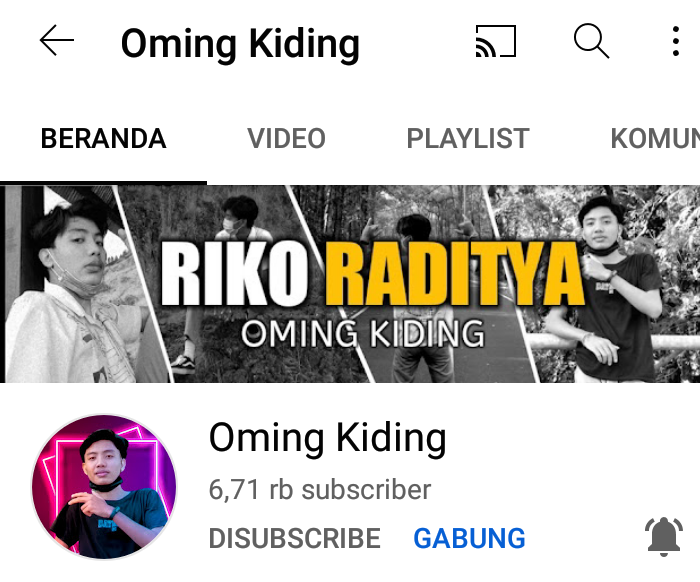 Oming Kiding
BERANDA VIDEO PLAYLIST KOMUN
RIKO RADITYA
OMING KIDING
Oming Kiding
6,71 rb subscriber
DISUBSCRIBE GABUNG